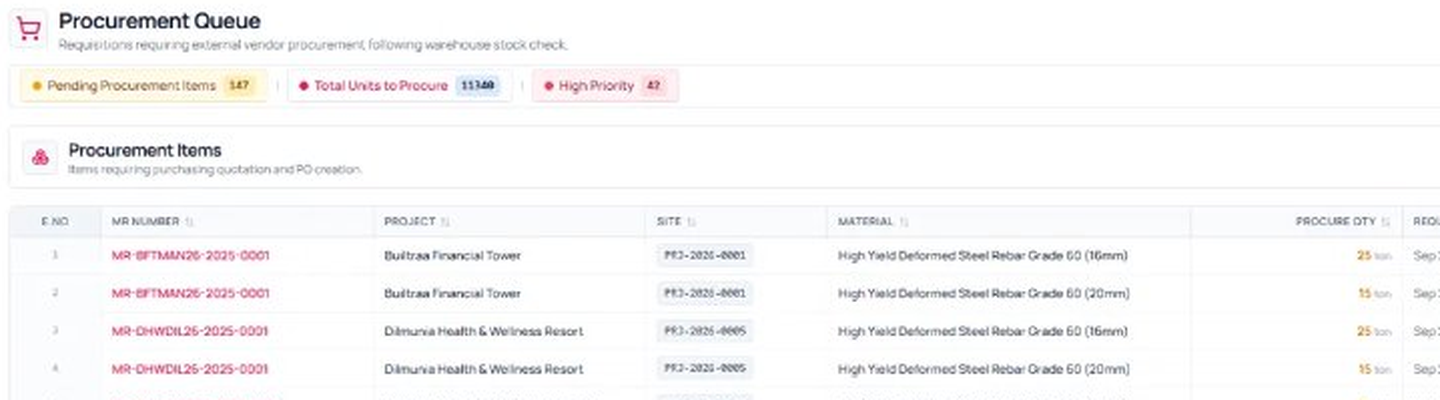 Procurement Queue
Requisitions requiring external vendor procurement following warehouse stock check.
Pending Procurement Items 147 Total Units to Procure 11340 High Priority 42
Procurement Items
Items requiring purchasing quotation and PO creation.
MR NUMBER PROJECT SITE MATERIAL PROCURE QTY
1 MR-BFTMAN26-2025-0001 Builtraa Financial Tower PRJ-2026-0001 High Yield Deformed Steel Rebar Grade 60 (16mm) 25 ton Sep
2 MR-BFTMAN26-2025-0001 Builtraa Financial Tower PRJ-2026-0001 High Yield Deformed Steel Rebar Grade 60 (20mm) 15 ton
3 MR-DHWDIL26-2025-0001 Dilmunia Health & Wellness Resort PRJ-2026-0005 High Yield Deformed Steel Rebar Grade 60 (16mm) 25 ton Sep
4 MR-DHWDIL26-2025-0001 Dilmunia Health & Wellness Resort PRJ-2026-0005 High Yield Deformed Steel Rebar Grade 60 (20mm) 15 ton Sep